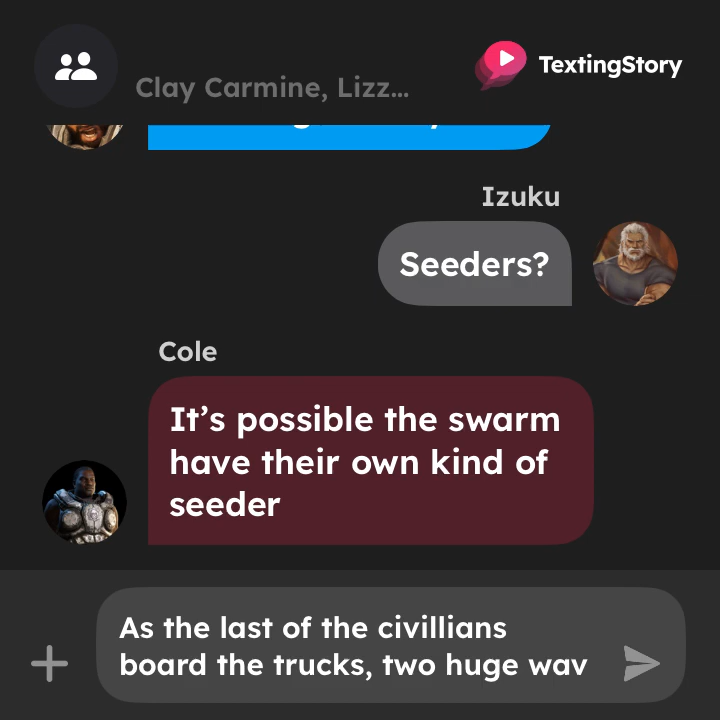 Clay Carmine, Lizz...
TextingStory
Izuku
Seeders?
Cole
It's possible the swarm
have their own kind of
seeder
As the last of the civillians
board the trucks, two huge wav